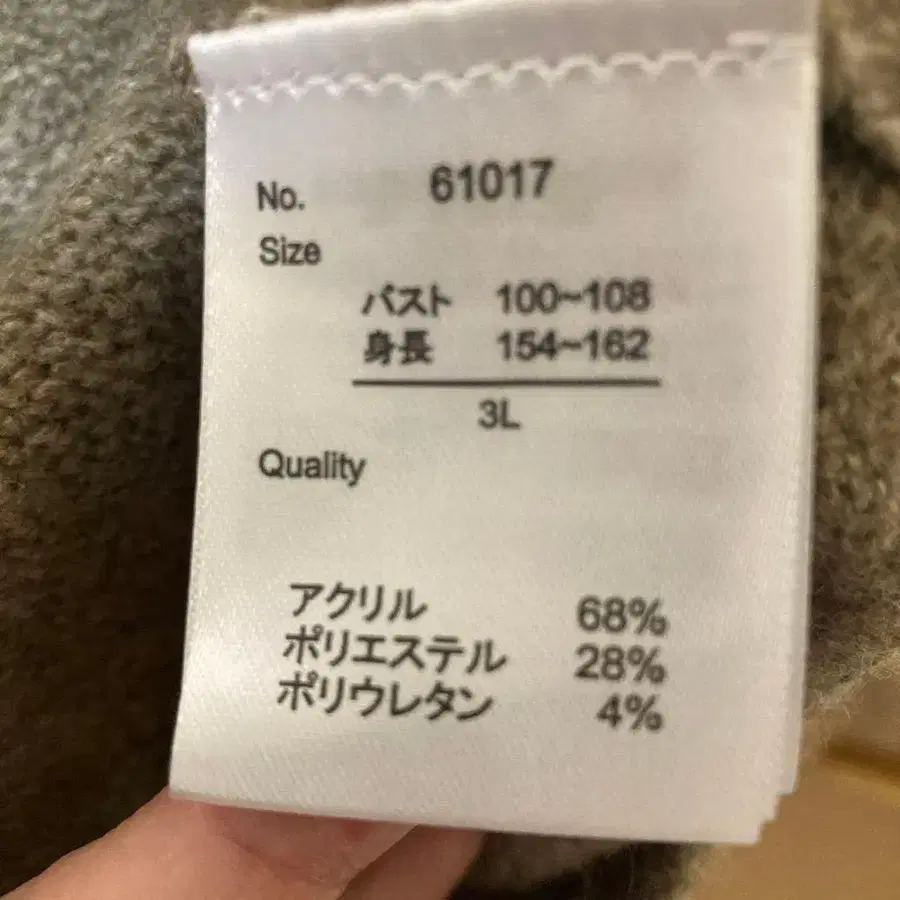 No. 61017
Size
バスト 100~108
身長 154~162
3L
Quality
アクリル 68%
ポリエステル 28%
ポリウレタン 4%